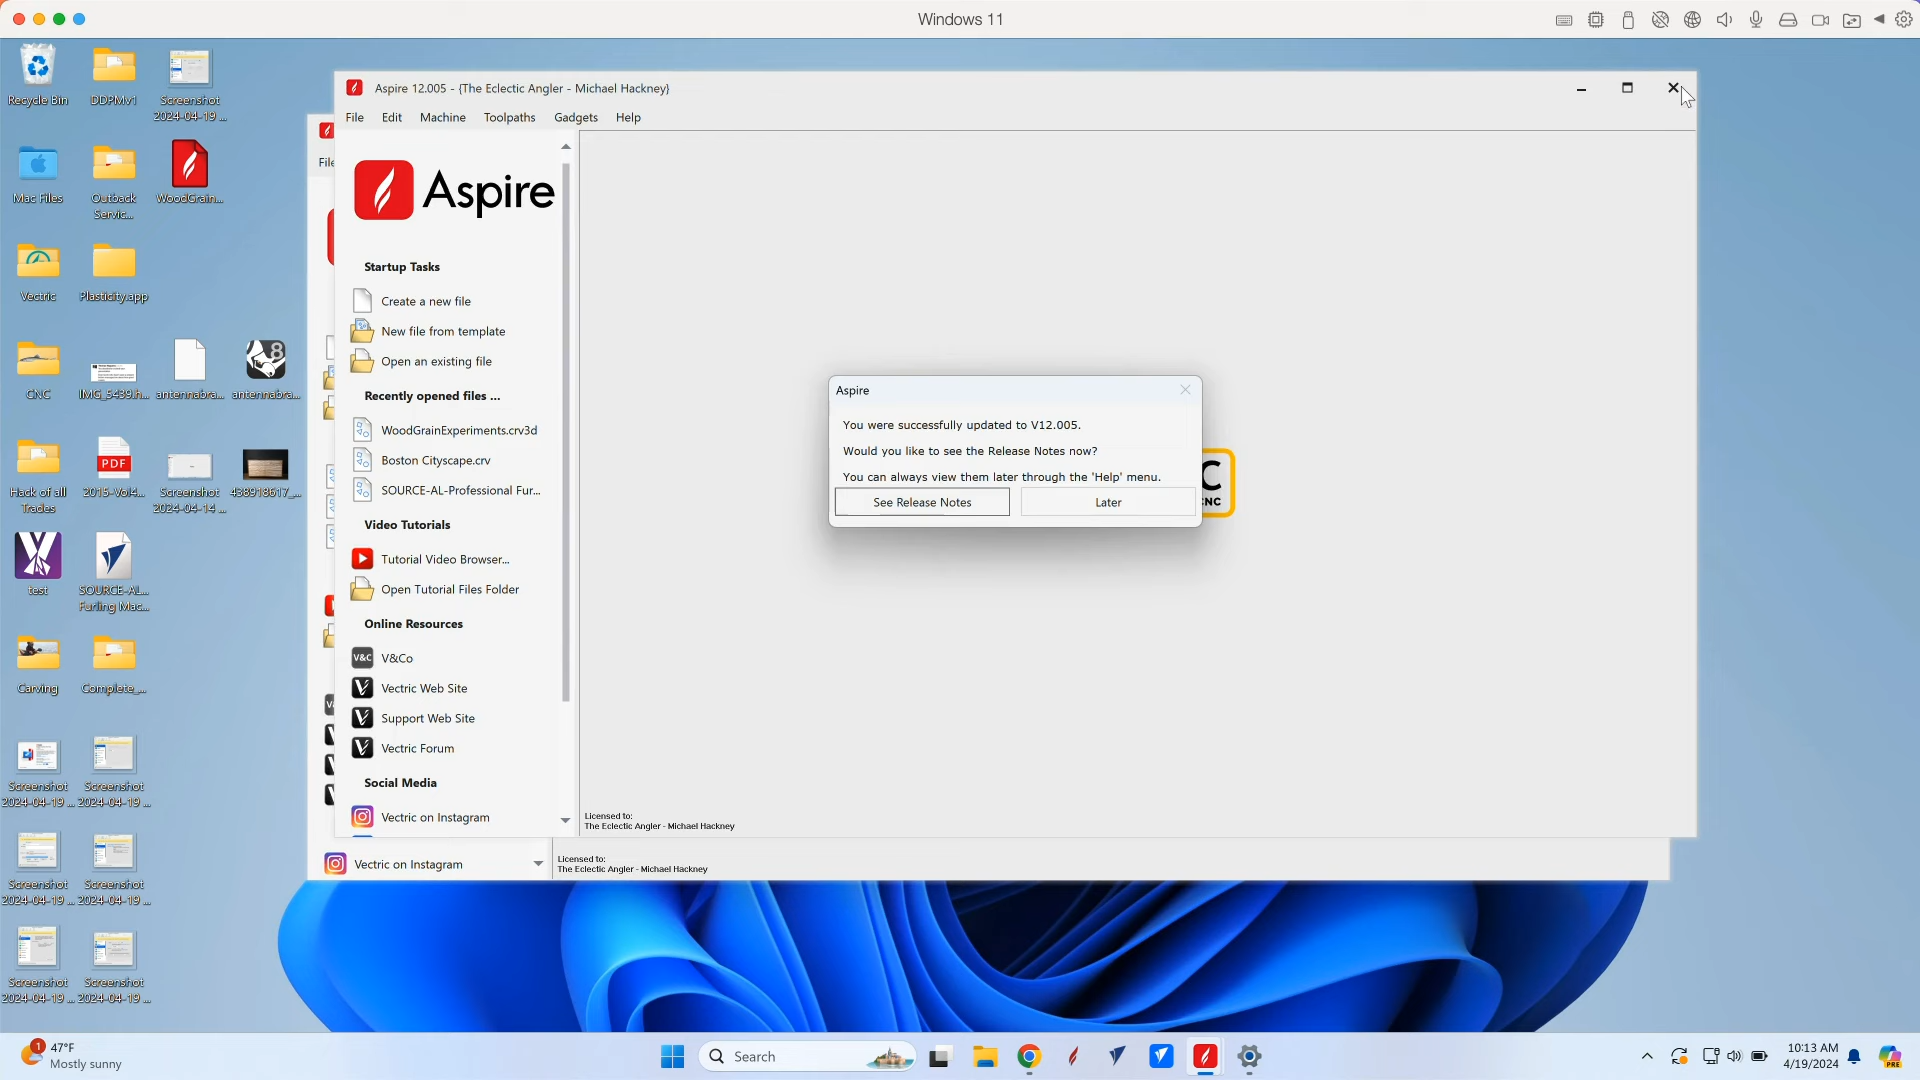 Windows 11
Recycle Bin
DDPMv1
Screenshot
2024-04-19 ...
Mac Files
Outback
Servic...
WoodGrain...
Vectric
Plasticity.app
CNC
IMG_5439.h...
antennabra...
antennabra...
Hack of all
Trades
PDF
2015-Vol4...
Screenshot
2024-04-14 ...
438918617_...
test
SOURCE-AL...
Furling Mac...
Carving
Complete_...
Screenshot
2024-04-19 ...
Screenshot
2024-04-19 ...
Screenshot
2024-04-19 ...
Screenshot
2024-04-19 ...
Screenshot
2024-04-19 ...
Screenshot
2024-04-19 ...
Aspire 12.005 - {The Eclectic Angler - Michael Hackney}
File
Edit
Machine
Toolpaths
Gadgets
Help
File
Aspire
Startup Tasks
Create a new file
New file from template
Open an existing file
Recently opened files ...
WoodGrainExperiments.crv3d
Boston Cityscape.crv
SOURCE-AL-Professional Fur...
Video Tutorials
Tutorial Video Browser...
Open Tutorial Files Folder
Online Resources
V&C
V&Co
Vectric Web Site
Support Web Site
Vectric Forum
Social Media
Vectric on Instagram
Licensed to:
The Eclectic Angler - Michael Hackney
Aspire
You were successfully updated to V12.005.
Would you like to see the Release Notes now?
You can always view them later through the 'Help' menu.
See Release Notes
Later
C
CNC
Vectric on Instagram
Licensed to:
The Eclectic Angler - Michael Hackney
1
47°F
Mostly sunny
Search
10:13 AM
4/19/2024
PRE